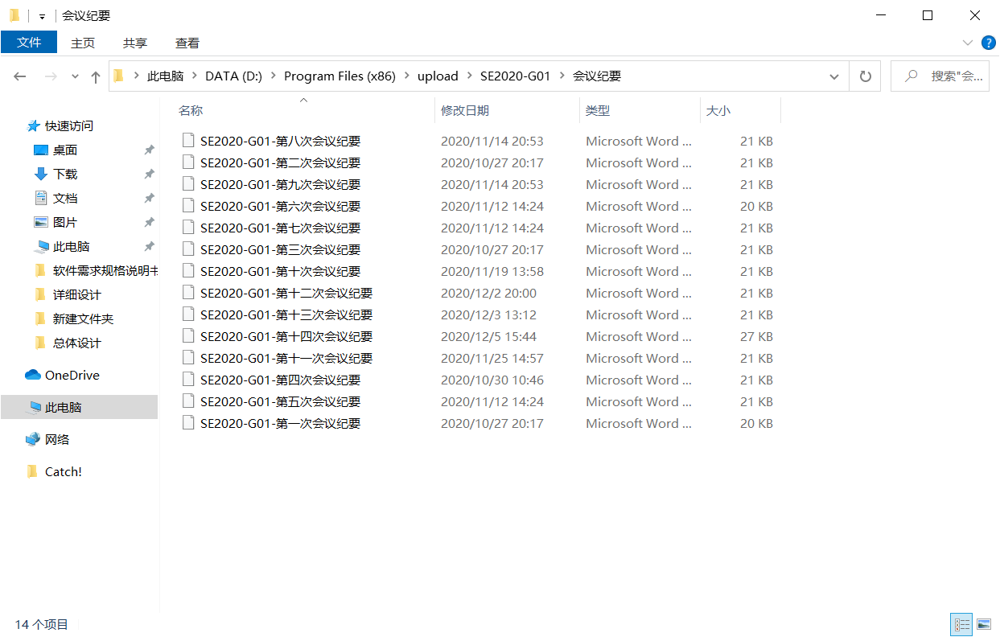 会议纪要
文件 主页 共享 查看
此电脑 DATA (D:) Program Files (x86) upload SE2020-G01 会议纪要 搜索"会...
名称 修改日期 类型 大小
快速访问
桌面
下载
文档
图片
此电脑
软件需求规格说明书
详细设计
新建文件夹
总体设计
OneDrive
此电脑
网络
Catch!
SE2020-G01-第八次会议纪要 2020/11/14 20:53 Microsoft Word ... 21 KB
SE2020-G01-第二次会议纪要 2020/10/27 20:17 Microsoft Word ... 21 KB
SE2020-G01-第九次会议纪要 2020/11/14 20:53 Microsoft Word ... 21 KB
SE2020-G01-第六次会议纪要 2020/11/12 14:24 Microsoft Word ... 20 KB
SE2020-G01-第七次会议纪要 2020/11/12 14:24 Microsoft Word ... 21 KB
SE2020-G01-第三次会议纪要 2020/10/27 20:17 Microsoft Word ... 21 KB
SE2020-G01-第十次会议纪要 2020/11/19 13:58 Microsoft Word ... 21 KB
SE2020-G01-第十二次会议纪要 2020/12/2 20:00 Microsoft Word ... 21 KB
SE2020-G01-第十三次会议纪要 2020/12/3 13:12 Microsoft Word ... 21 KB
SE2020-G01-第十四次会议纪要 2020/12/5 15:44 Microsoft Word ... 27 KB
SE2020-G01-第十一次会议纪要 2020/11/25 14:57 Microsoft Word ... 21 KB
SE2020-G01-第四次会议纪要 2020/10/30 10:46 Microsoft Word ... 21 KB
SE2020-G01-第五次会议纪要 2020/11/12 14:24 Microsoft Word ... 21 KB
SE2020-G01-第一次会议纪要 2020/10/27 20:17 Microsoft Word ... 20 KB
14 个项目